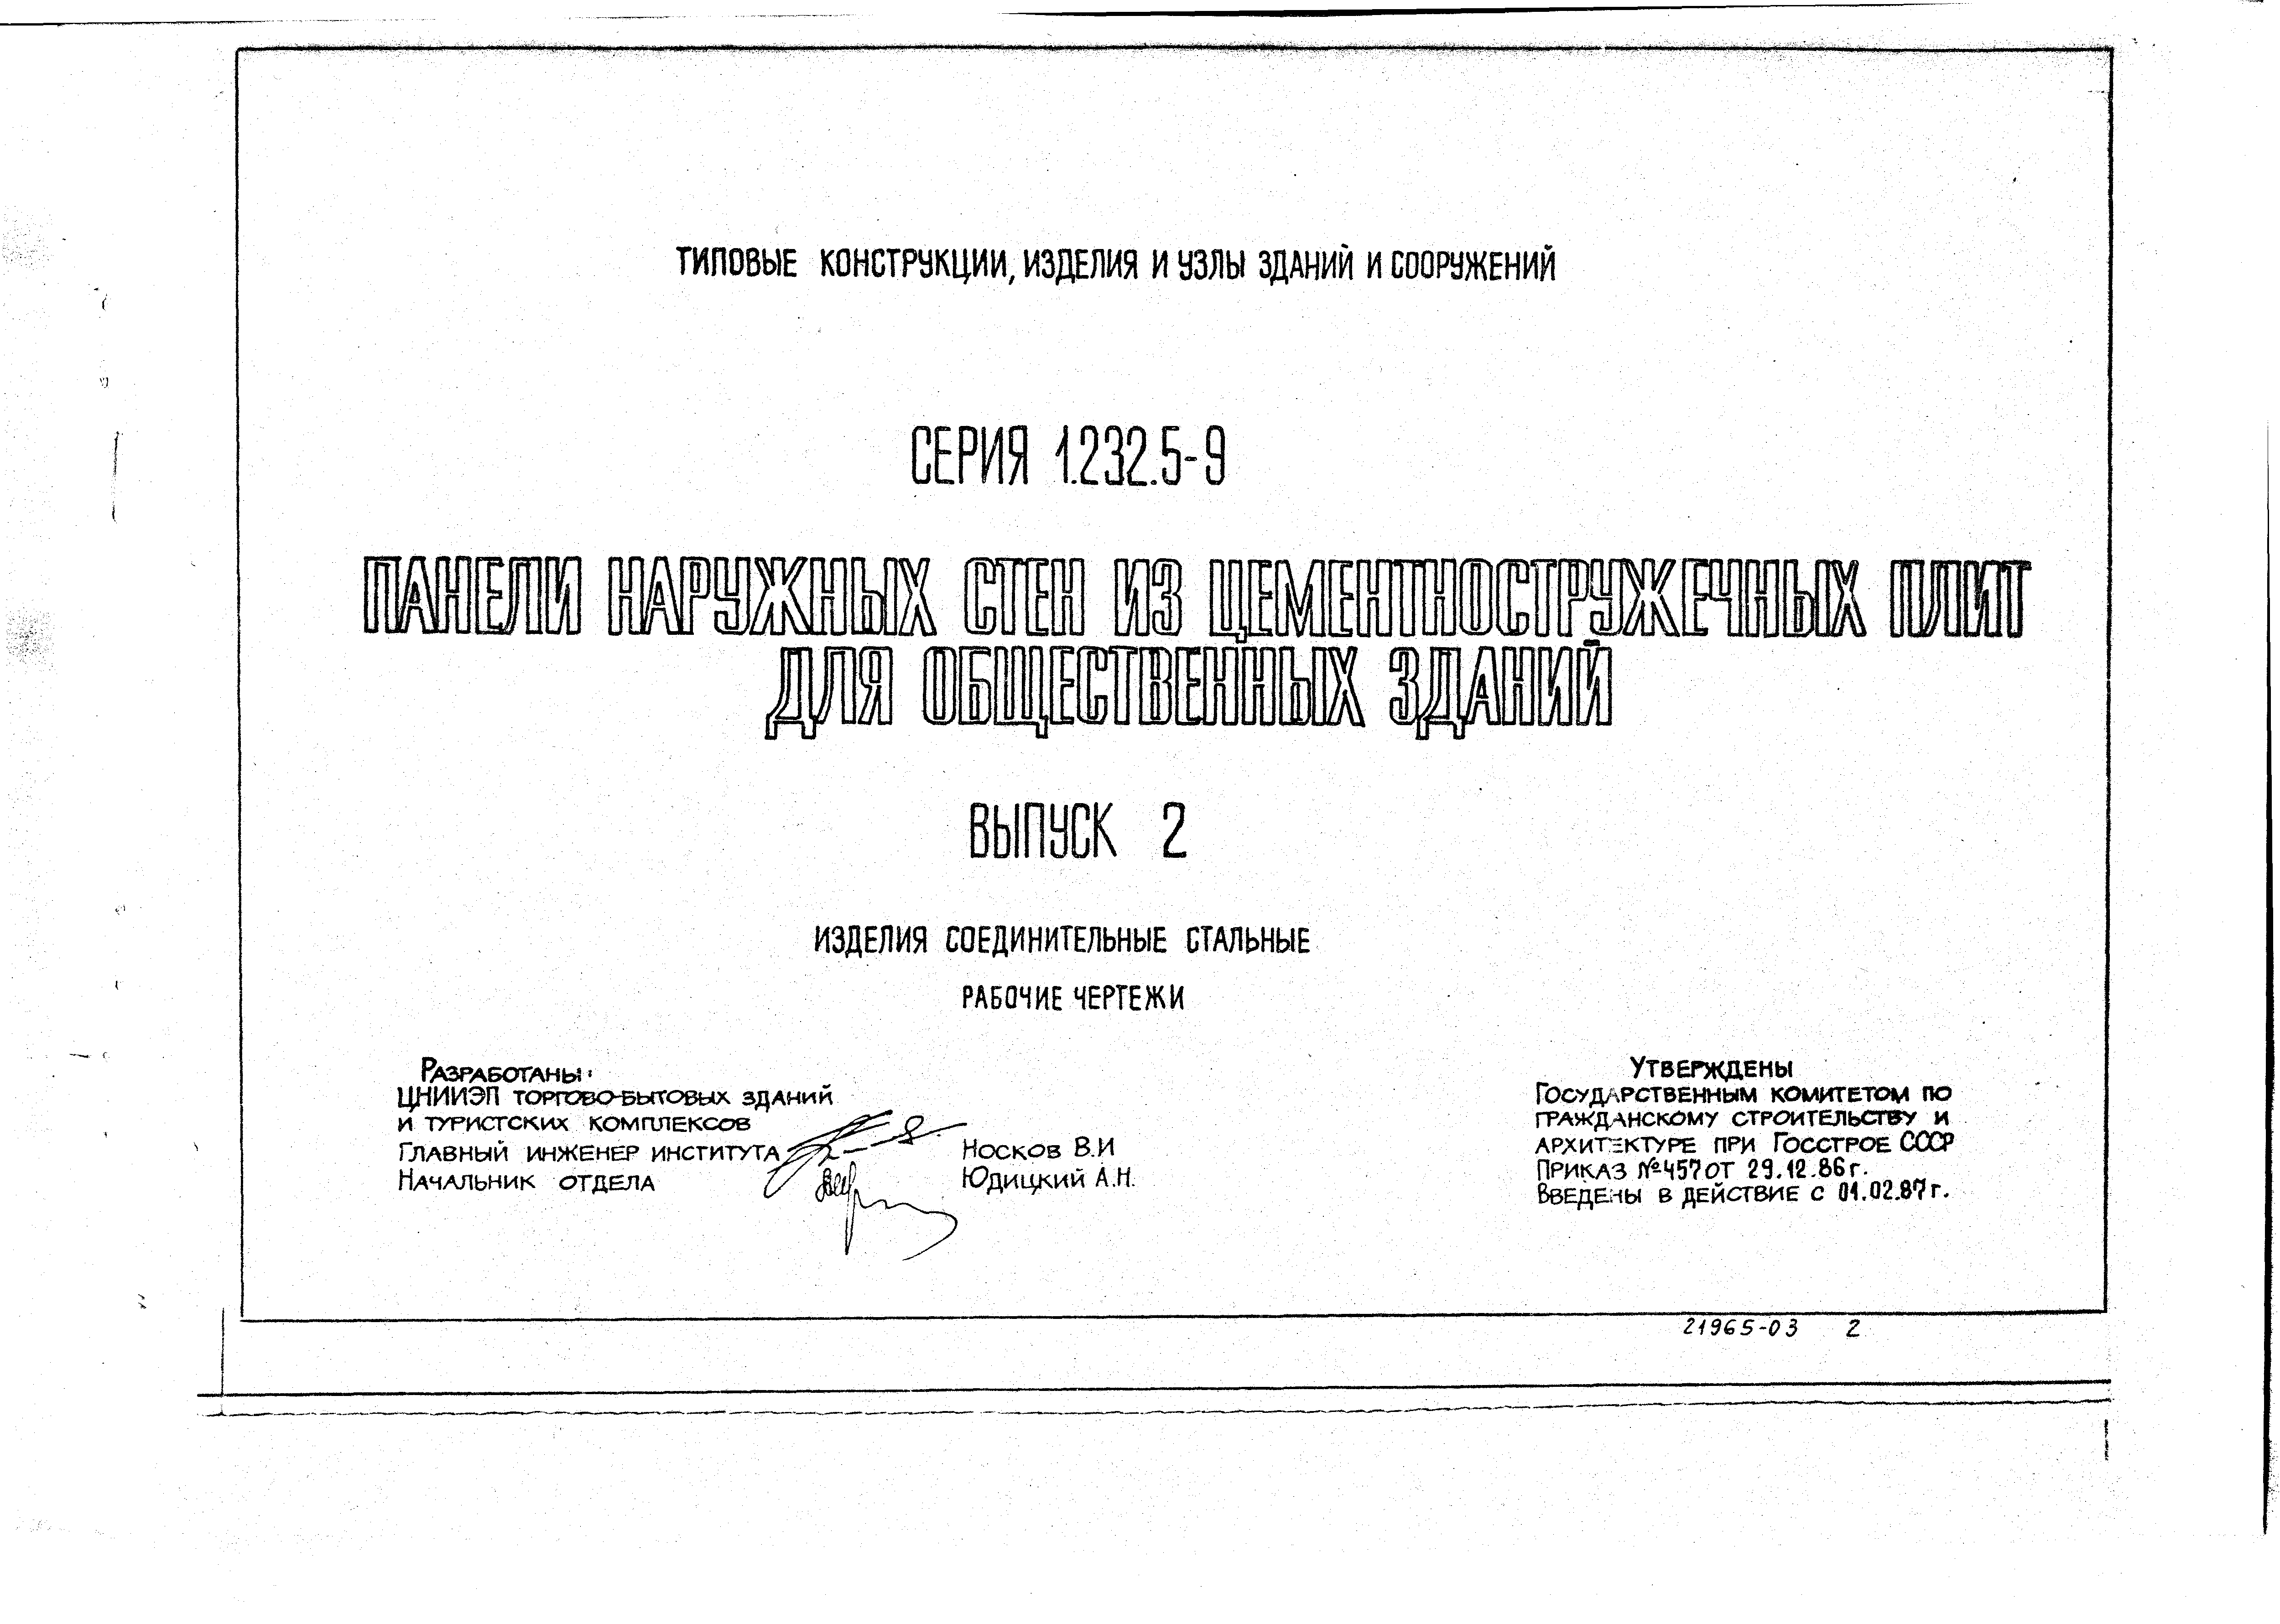 ТИПОВЫЕ КОНСТРУКЦИИ, ИЗДЕЛИЯ И УЗЛЫ ЗДАНИЙ И СООРУЖЕНИЙ
СЕРИЯ 1.232.5-9
ПАНЕЛИ НАРУЖНЫХ СТЕН ИЗ ЦЕМЕНТНОСТРУЖЕЧНЫХ ПЛИТ
ДЛЯ ОБЩЕСТВЕННЫХ ЗДАНИЙ
ВЫПУСК 2
ИЗДЕЛИЯ СОЕДИНИТЕЛЬНЫЕ СТАЛЬНЫЕ
РАБОЧИЕ ЧЕРТЕЖИ
РАЗРАБОТАНЫ:
ЦНИИЭП ТОРГОВО-БЫТОВЫХ ЗДАНИЙ
И ТУРИСТСКИХ КОМПЛЕКСОВ
ГЛАВНЫЙ ИНЖЕНЕР ИНСТИТУТА НОСКОВ В.И
НАЧАЛЬНИК ОТДЕЛА ЮДИЦКИЙ А.Н.
УТВЕРЖДЕНЫ
ГОСУДАРСТВЕННЫМ КОМИТЕТОМ ПО
ГРАЖДАНСКОМУ СТРОИТЕЛЬСТВУ И
АРХИТЕКТУРЕ ПРИ ГОССТРОЕ СССР
ПРИКАЗ №457 ОТ 29.12.86 г.
ВВЕДЕНЫ В ДЕЙСТВИЕ С 01.02.87 г.
21965-03 2